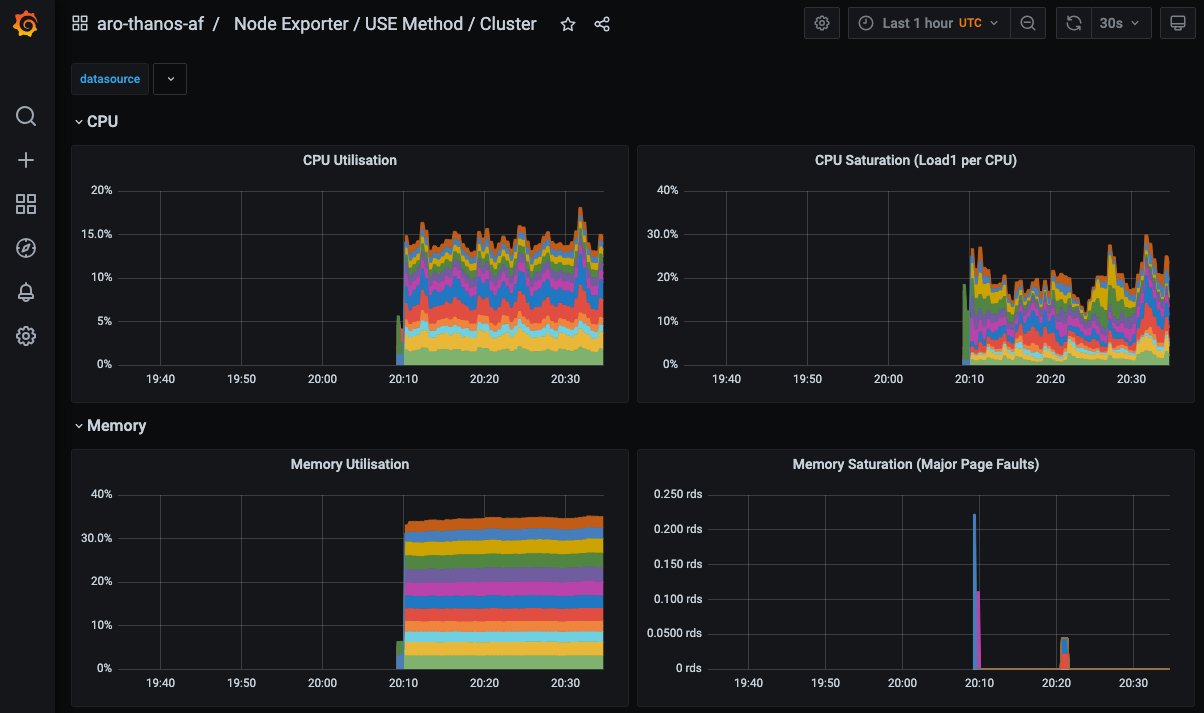 aro-thanos-af / Node Exporter / USE Method / Cluster
Last 1 hour UTC
30s
datasource
CPU
CPU Utilisation
20%
15.0%
10%
5%
0%
19:40 19:50 20:00 20:10 20:20 20:30
CPU Saturation (Load1 per CPU)
40%
30.0%
20%
10%
0%
19:40 19:50 20:00 20:10 20:20 20:30
Memory
Memory Utilisation
40%
30.0%
20%
10%
0%
19:40 19:50 20:00 20:10 20:20 20:30
Memory Saturation (Major Page Faults)
0.250 rds
0.200 rds
0.150 rds
0.100 rds
0.0500 rds
0 rds
19:40 19:50 20:00 20:10 20:20 20:30